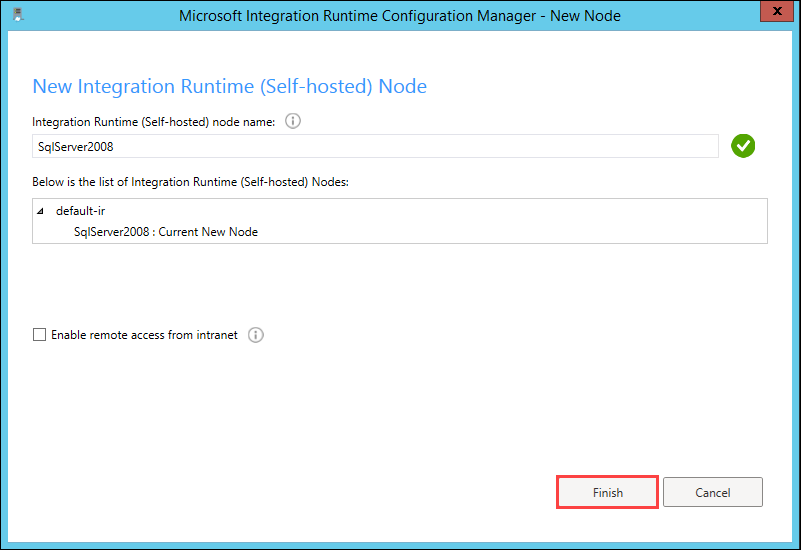 Microsoft Integration Runtime Configuration Manager - New Node
x
New Integration Runtime (Self-hosted) Node
Integration Runtime (Self-hosted) node name:
SqlServer2008
Below is the list of Integration Runtime (Self-hosted) Nodes:
default-ir
SqlServer2008 : Current New Node
Enable remote access from intranet
Finish
Cancel